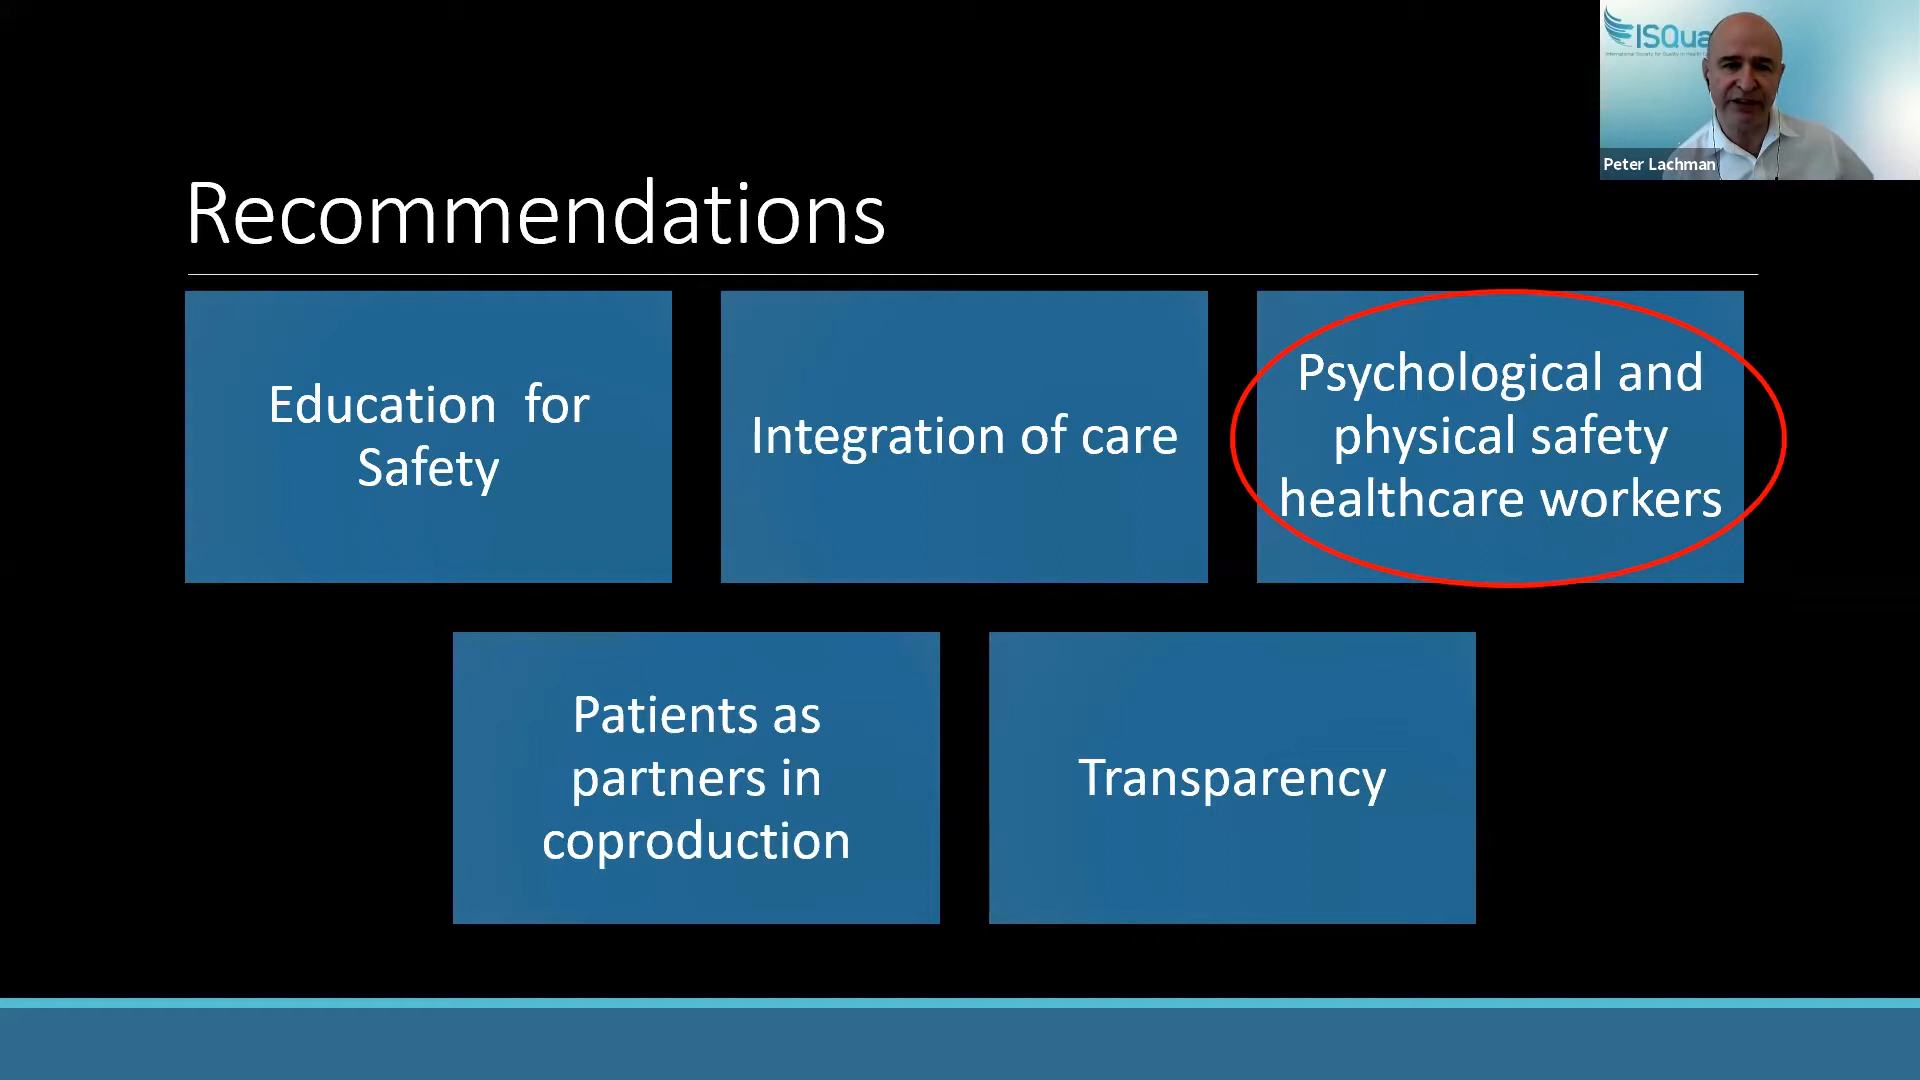 ISQua
Peter Lachman
Recommendations
Education for
Safety
Integration of care
Psychological and
physical safety
healthcare workers
Patients as
partners in
coproduction
Transparency